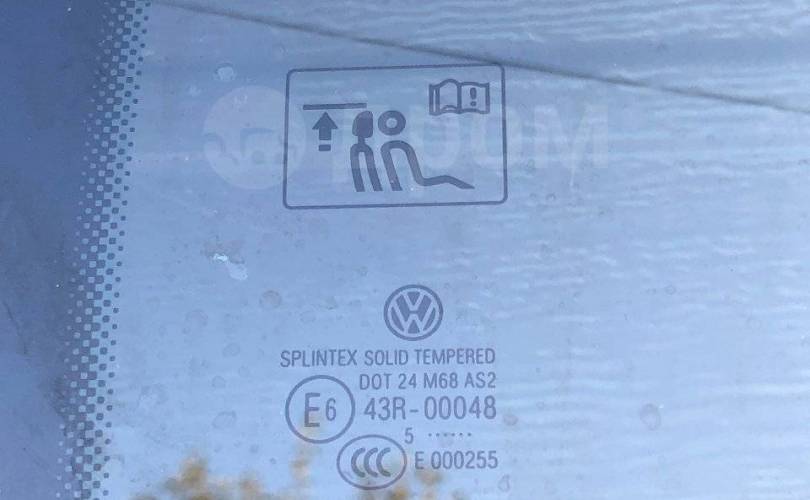 SPLINTEX SOLID TEMPERED
DOT 24 M68 AS2
E6 43R-00048
5 ······
CCC E 000255